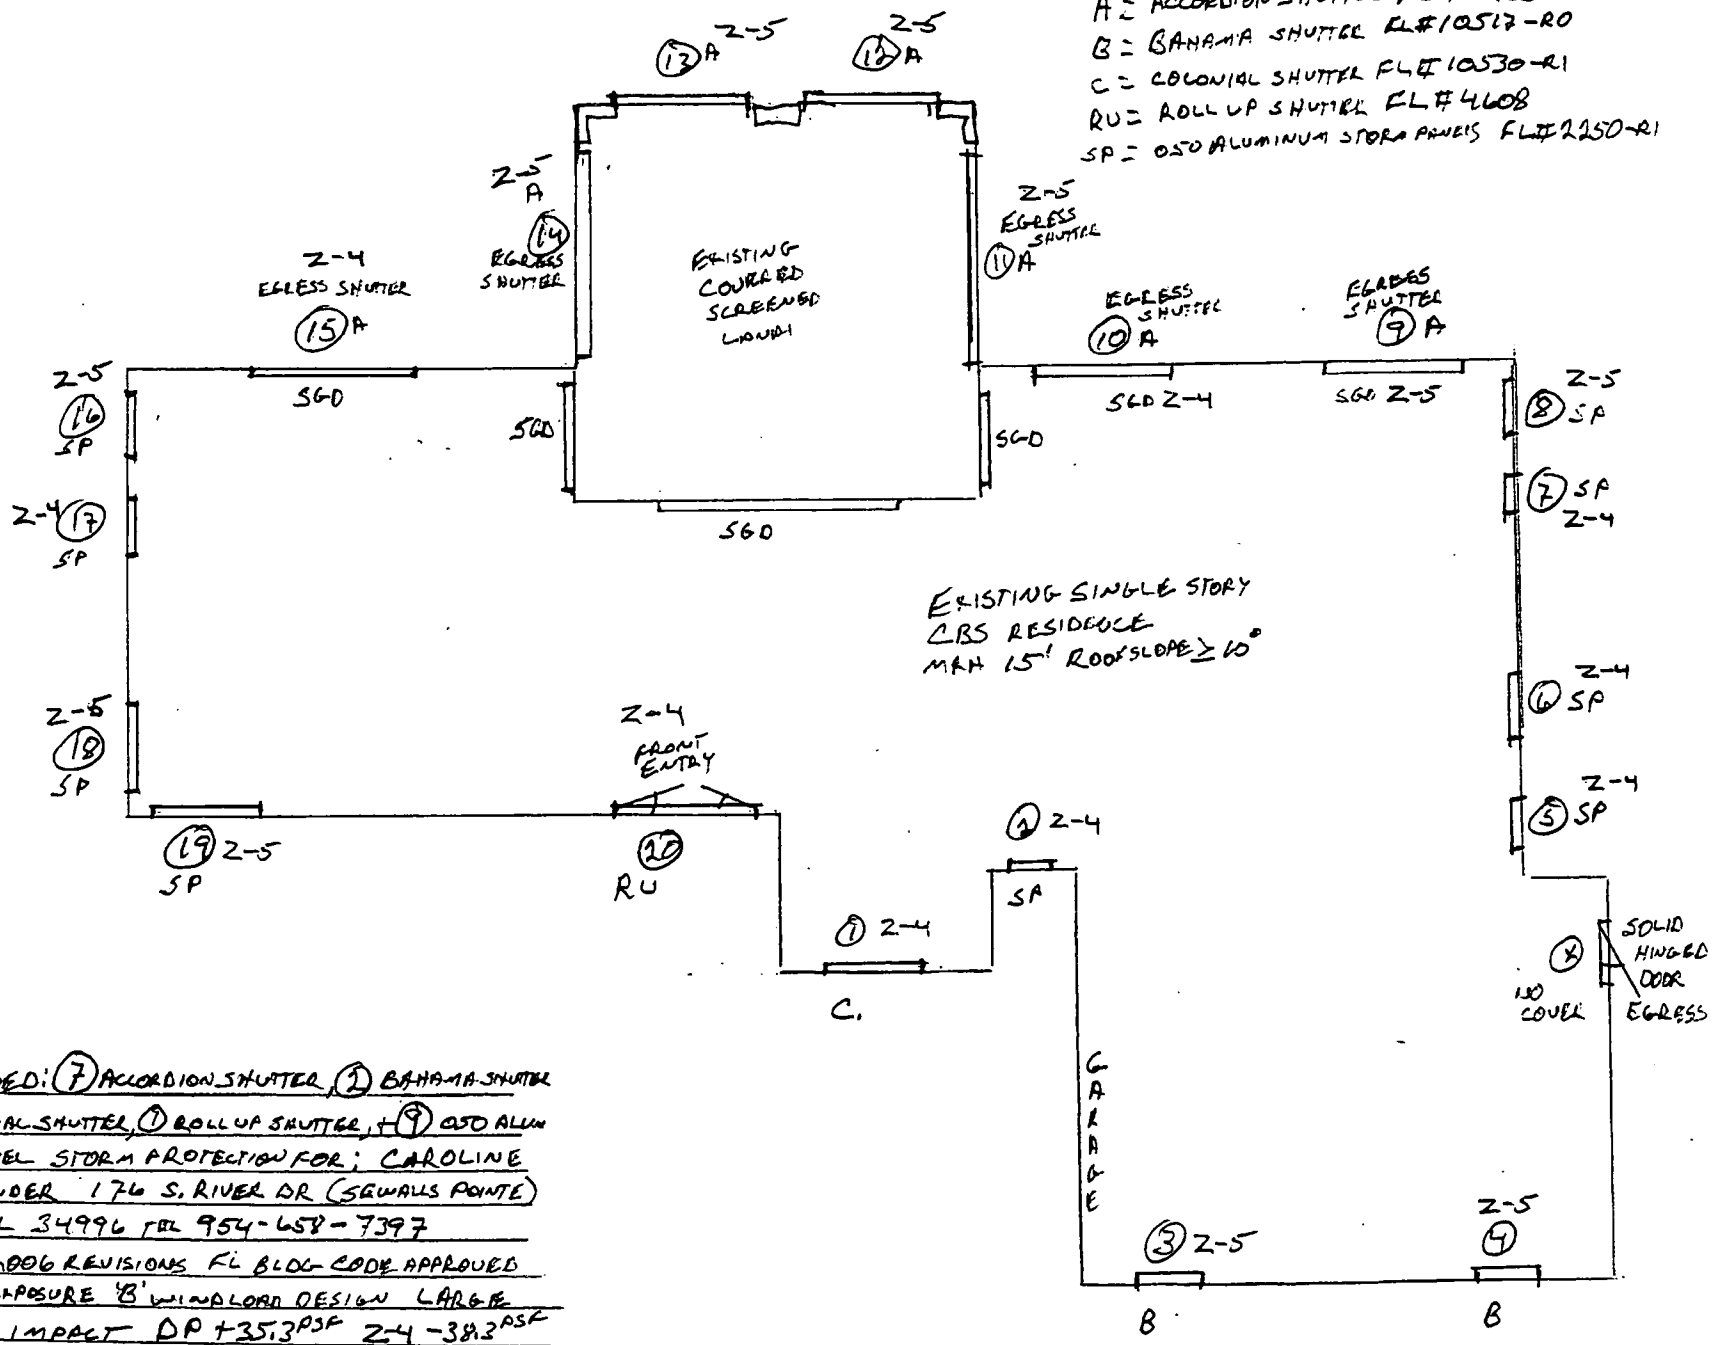 A = ACCORDION SHUTTER
B = BAHAMA SHUTTER FL#10517-R0
C = COLONIAL SHUTTER FL# 10530-R1
RU = ROLL UP SHUTTER FL#4608
SP = 050 ALUMINUM STORM PANELS FL#2250-R1
Z-5
13 A
Z-5
12 A
Z-5
A
14
EGRESS
SHUTTER
Z-5
EGRESS
SHUTTER
11 A
EXISTING
COVERED
SCREENED
LANAI
Z-4
EGRESS SHUTTER
15 A
EGRESS
SHUTTER
10 A
EGRESS
SHUTTER
9 A
SGD
SGD Z-4
SGD Z-5
Z-5
16
SP
SGD
SGD
Z-5
8 SP
Z-4 17
SP
SGD
7 SP
Z-4
EXISTING SINGLE STORY
CBS RESIDENCE
MRH 15' ROOFSLOPE ≥ 10°
Z-4
6 SP
Z-5
18
SP
Z-4
FRONT
ENTRY
Z-4
5 SP
19 Z-5
SP
20
RU
2 Z-4
SP
1 Z-4
C.
X
NO
COVER
SOLID
HINGED
DOOR
EGRESS
GARAGE
3 Z-5
B
Z-5
4
B
ED: 7 ACCORDION SHUTTER, 2 BAHAMA SHUTTER
AL SHUTTER, 1 ROLL UP SHUTTER, + 9 050 ALUM
EL STORM PROTECTION FOR: CAROLINE
DER 176 S. RIVER DR (SEWALLS POINTE)
L 34996 TEL 954-658-7397
006 REVISIONS FL BLDG CODE APPROVED
XPOSURE 'B' WINDLOAD DESIGN LARGE
IMPACT DP +35.3 PSF Z-4 -38.3 PSF